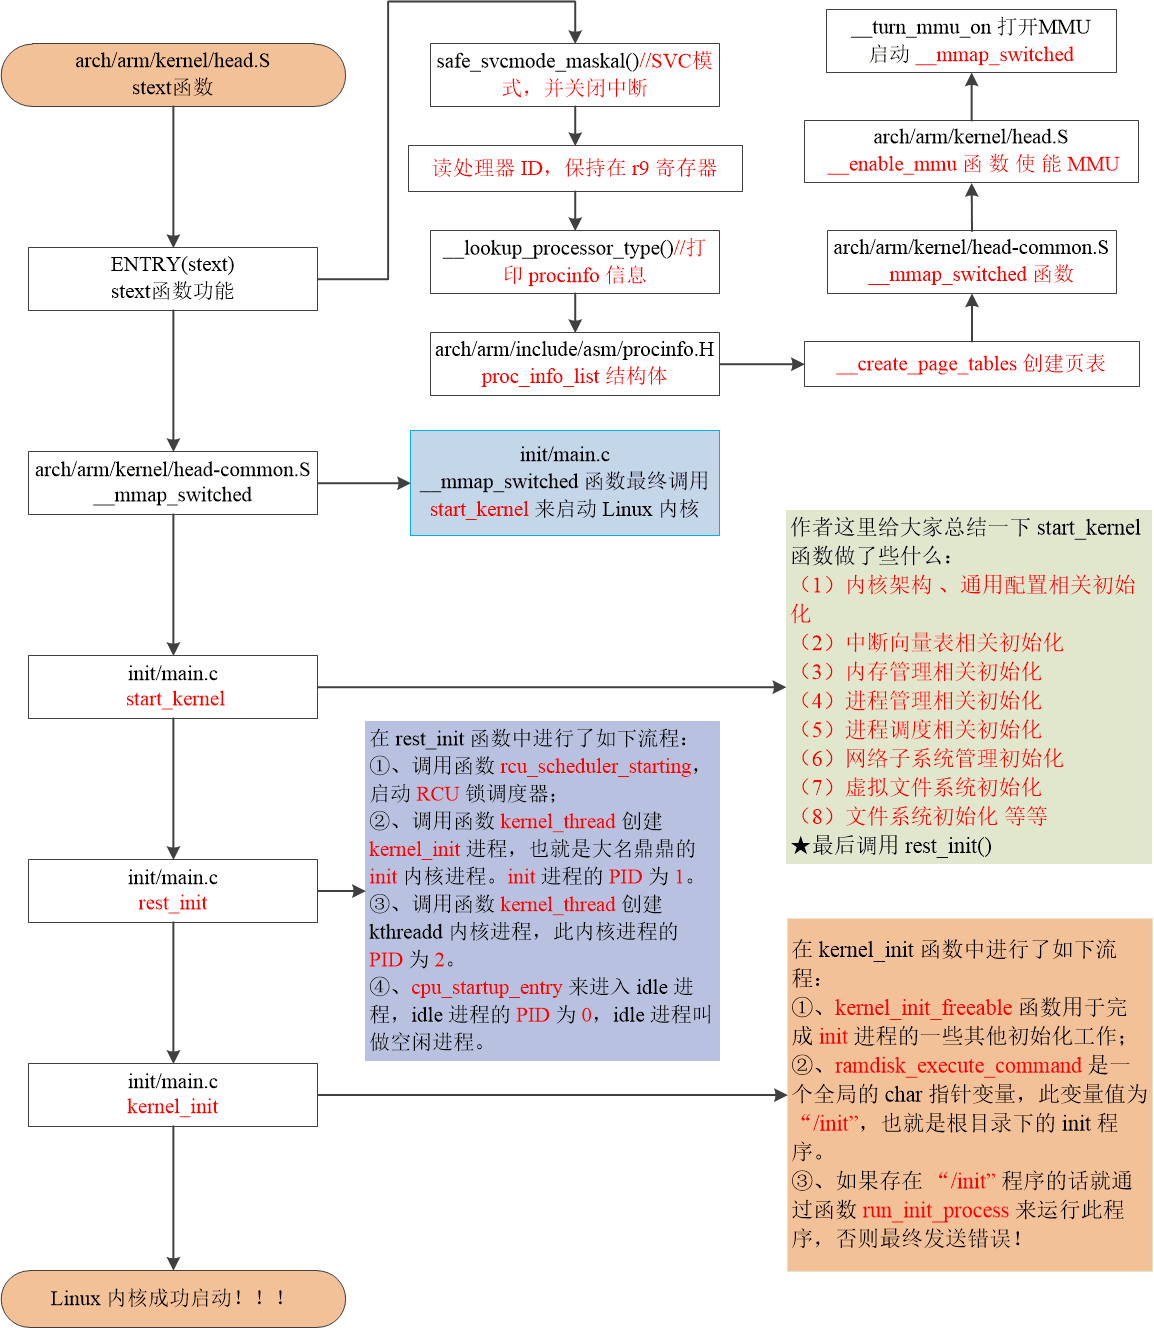 arch/arm/kernel/head.S
stext函数
ENTRY(stext)
stext函数功能
safe_svcmode_maskal()//SVC模
式，并关闭中断
读处理器 ID，保持在 r9 寄存器
__lookup_processor_type()//打
印 procinfo 信息
arch/arm/include/asm/procinfo.H
proc_info_list 结构体
__create_page_tables 创建页表
arch/arm/kernel/head-common.S
__mmap_switched 函数
arch/arm/kernel/head.S
__enable_mmu 函 数 使 能 MMU
__turn_mmu_on 打开MMU
启动 __mmap_switched
arch/arm/kernel/head-common.S
__mmap_switched
init/main.c
__mmap_switched 函数最终调用
start_kernel 来启动 Linux 内核
init/main.c
start_kernel
作者这里给大家总结一下 start_kernel
函数做了些什么：
（1）内核架构 、通用配置相关初始
化
（2）中断向量表相关初始化
（3）内存管理相关初始化
（4）进程管理相关初始化
（5）进程调度相关初始化
（6）网络子系统管理初始化
（7）虚拟文件系统初始化
（8）文件系统初始化 等等
★最后调用 rest_init()
init/main.c
rest_init
在 rest_init 函数中进行了如下流程：
①、调用函数 rcu_scheduler_starting，
启动 RCU 锁调度器；
②、调用函数 kernel_thread 创建
kernel_init 进程，也就是大名鼎鼎的
init 内核进程。init 进程的 PID 为 1。
③、调用函数 kernel_thread 创建
kthreadd 内核进程，此内核进程的
PID 为 2。
④、cpu_startup_entry 来进入 idle 进
程，idle 进程的 PID 为 0，idle 进程叫
做空闲进程。
init/main.c
kernel_init
在 kernel_init 函数中进行了如下流
程：
①、kernel_init_freeable 函数用于完
成 init 进程的一些其他初始化工作；
②、ramdisk_execute_command 是一
个全局的 char 指针变量，此变量值为
“/init”，也就是根目录下的 init 程
序。
③、如果存在 “/init” 程序的话就通
过函数 run_init_process 来运行此程
序，否则最终发送错误！
Linux 内核成功启动！！！